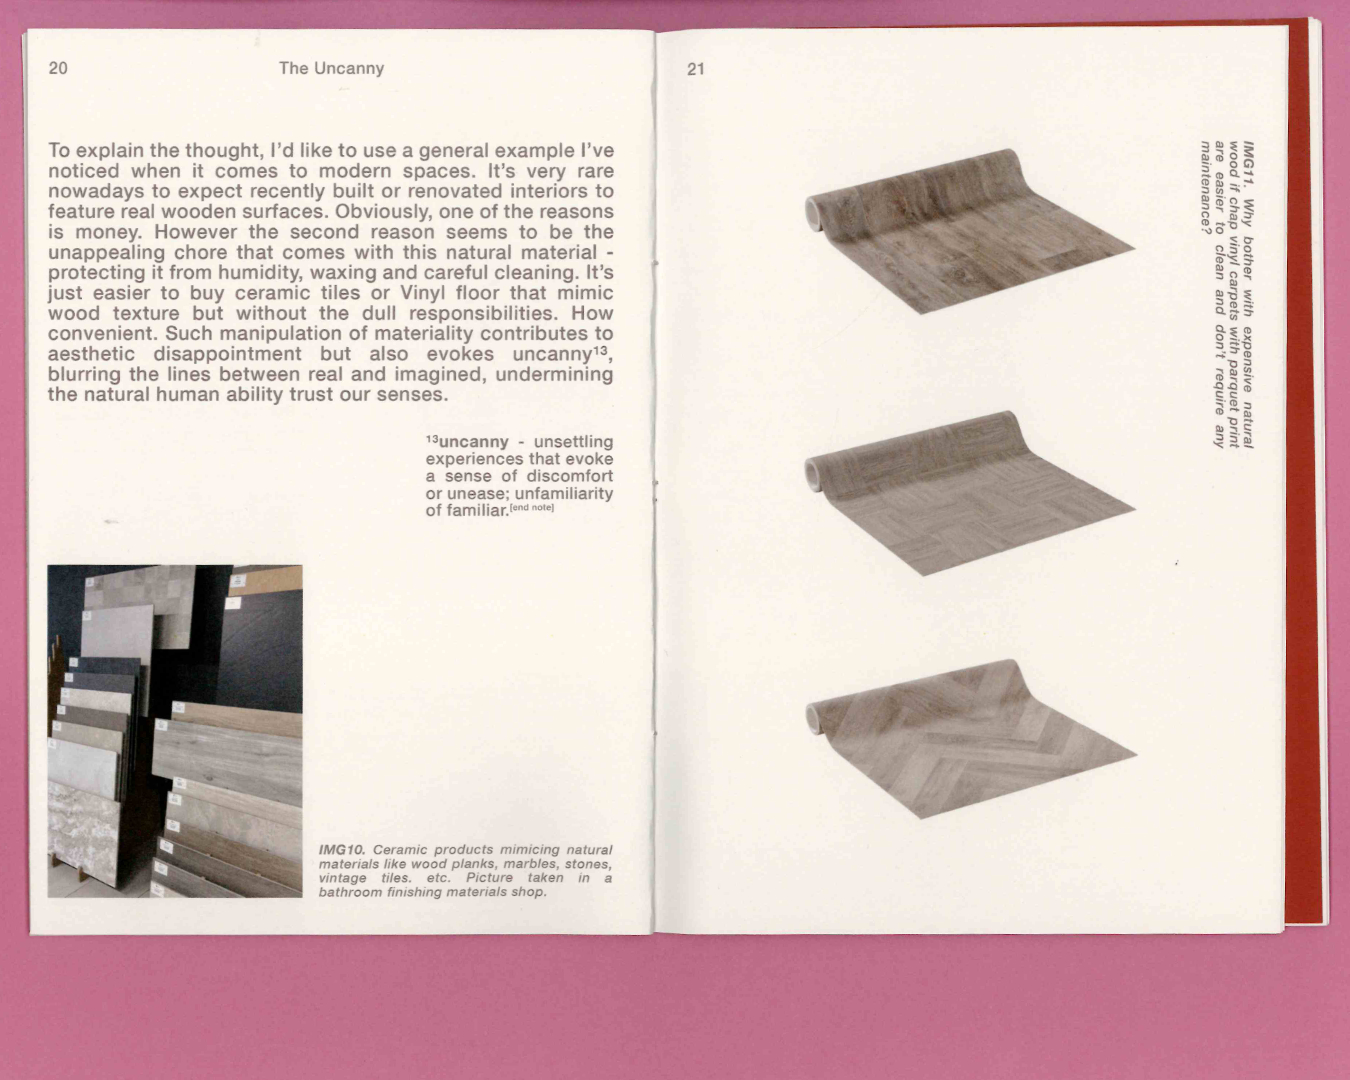 20
The Uncanny
To explain the thought, I'd like to use a general example I've
noticed when it comes to modern spaces. It's very rare
nowadays to expect recently built or renovated interiors to
feature real wooden surfaces. Obviously, one of the reasons
is money. However the second reason seems to be the
unappealing chore that comes with this natural material -
protecting it from humidity, waxing and careful cleaning. It's
just easier to buy ceramic tiles or Vinyl floor that mimic
wood texture but without the dull responsibilities. How
convenient. Such manipulation of materiality contributes to
aesthetic disappointment but also evokes uncanny¹³,
blurring the lines between real and imagined, undermining
the natural human ability trust our senses.
¹³uncanny - unsettling
experiences that evoke
a sense of discomfort
or unease; unfamiliarity
of familiar.[end note]
IMG10. Ceramic products mimicing natural
materials like wood planks, marbles, stones,
vintage tiles. etc. Picture taken in a
bathroom finishing materials shop.
21
IMG11. Why bother with expensive natural
wood if chap vinyl carpets with parquet print
are easier to clean and don't require any
maintenance?